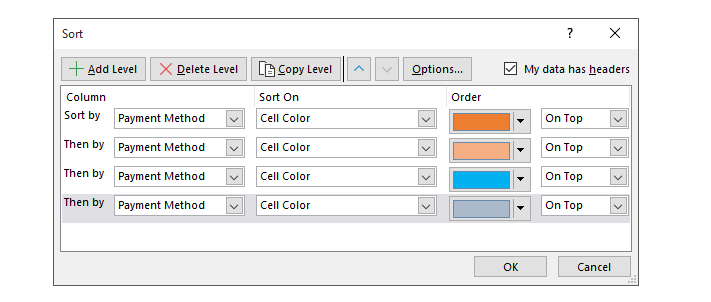 Sort
?
Add Level Delete Level Copy Level Options... My data has headers
Column Sort On Order
Sort by Payment Method Cell Color On Top
Then by Payment Method Cell Color On Top
Then by Payment Method Cell Color On Top
Then by Payment Method Cell Color On Top
OK Cancel